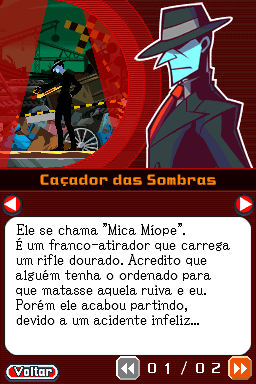 Caçador das Sombras
Ele se chama "Mica Míope".
É um franco-atirador que carrega
um rifle dourado. Acredito que
alguém tenha o ordenado para
que matasse aquela ruiva e eu.
Porém ele acabou partindo,
devido a um acidente infeliz...
Voltar
01/02